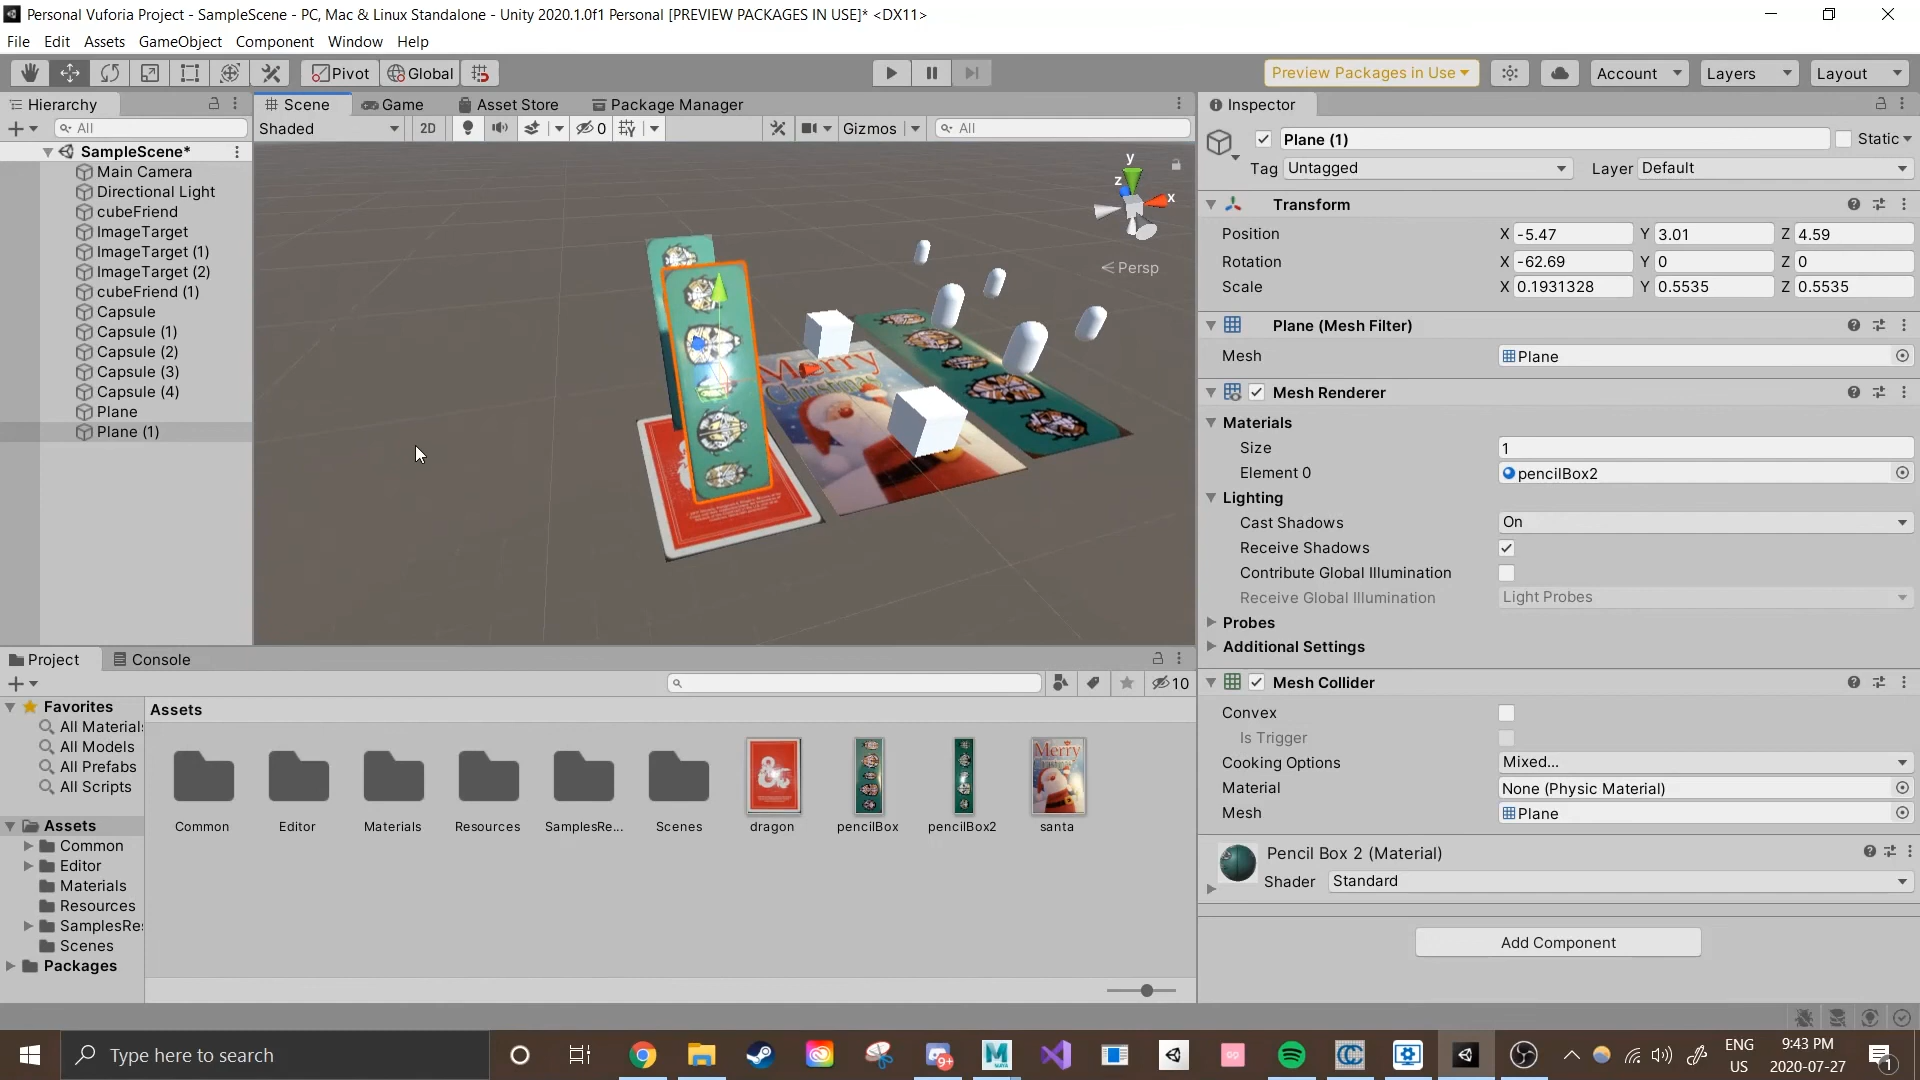 Personal Vuforia Project - SampleScene - PC, Mac & Linux Standalone - Unity 2020.1.0f1 Personal [PREVIEW PACKAGES IN USE]* <DX11>
File Edit Assets GameObject Component Window Help
Pivot Global Preview Packages in Use Account Layers Layout
Hierarchy Scene Game Asset Store Package Manager Inspector
All Shaded 2D 0 Gizmos All
SampleScene*
Main Camera
Directional Light
cubeFriend
ImageTarget
ImageTarget (1)
ImageTarget (2)
cubeFriend (1)
Capsule
Capsule (1)
Capsule (2)
Capsule (3)
Capsule (4)
Plane
Plane (1)
y
z
x
Persp
Merry
Christmas
Plane (1) Static
Tag Untagged Layer Default
Transform
Position X -5.47 Y 3.01 Z 4.59
Rotation X -62.69 Y 0 Z 0
Scale X 0.1931328 Y 0.5535 Z 0.5535
Plane (Mesh Filter)
Mesh Plane
Mesh Renderer
Materials
Size 1
Element 0 pencilBox2
Lighting
Cast Shadows On
Receive Shadows
Contribute Global Illumination
Receive Global Illumination Light Probes
Probes
Additional Settings
Mesh Collider
Convex
Is Trigger
Cooking Options Mixed...
Material None (Physic Material)
Mesh Plane
Pencil Box 2 (Material)
Shader Standard
Add Component
Project Console
10
Favorites
All Materials
All Models
All Prefabs
All Scripts
Assets
Common
Editor
Materials
Resources
SamplesRes
Scenes
Packages
Assets
Merry
Common Editor Materials Resources SamplesRe... Scenes dragon pencilBox pencilBox2 santa
Type here to search
9+
ENG
US
9:43 PM
2020-07-27
1